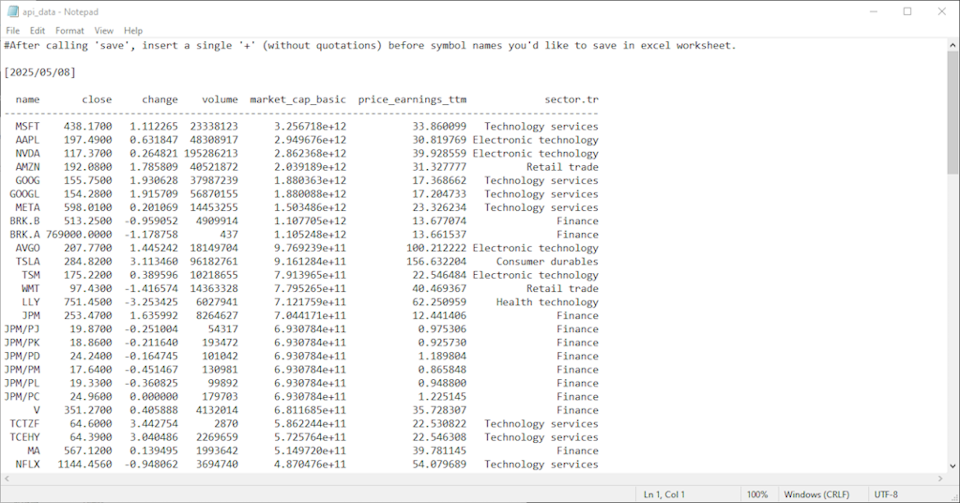 api_data - Notepad
File Edit Format View Help
#After calling 'save', insert a single '+' (without quotations) before symbol names you'd like to save in excel worksheet.
[2025/05/08]
name close change volume market_cap_basic price_earnings_ttm sector.tr
--------------------------------------------------------------------------------------------
MSFT 438.1700 1.112265 23338123 3.256718e+12 33.860099 Technology services
AAPL 197.4900 0.631847 48308917 2.949676e+12 30.819769 Electronic technology
NVDA 117.3700 0.264821 195286213 2.862368e+12 39.928559 Electronic technology
AMZN 192.0800 1.785809 40521872 2.039189e+12 31.327777 Retail trade
GOOG 155.7500 1.930628 37987239 1.880363e+12 17.368662 Technology services
GOOGL 154.2800 1.915709 56870155 1.880088e+12 17.204733 Technology services
META 598.0100 0.201069 14453255 1.503486e+12 23.326234 Technology services
BRK.B 513.2500 -0.959052 4909914 1.107705e+12 13.677074 Finance
BRK.A 769000.0000 -1.178758 437 1.105248e+12 13.661537 Finance
AVGO 207.7700 1.445242 18149704 9.769239e+11 100.212222 Electronic technology
TSLA 284.8200 3.113460 96182761 9.161284e+11 156.632204 Consumer durables
TSM 175.2200 0.389596 10218655 7.913965e+11 22.546484 Electronic technology
WMT 97.4300 -1.416574 14363328 7.795265e+11 40.469367 Retail trade
LLY 751.4500 -3.253425 6027941 7.121759e+11 62.250959 Health technology
JPM 253.4700 1.635992 8264627 7.044171e+11 12.441406 Finance
JPM/PJ 19.8700 -0.251004 54317 6.930784e+11 0.975306 Finance
JPM/PK 18.8600 -0.211640 193472 6.930784e+11 0.925730 Finance
JPM/PD 24.2400 -0.164745 101042 6.930784e+11 1.189804 Finance
JPM/PM 17.6400 -0.451467 130981 6.930784e+11 0.865848 Finance
JPM/PL 19.3300 -0.360825 99892 6.930784e+11 0.948800 Finance
JPM/PC 24.9600 0.000000 179703 6.930784e+11 1.225145 Finance
V 351.2700 0.405888 4132014 6.811685e+11 35.728307 Finance
TCTZF 64.6000 3.442754 2870 5.862244e+11 22.530822 Technology services
TCEHY 64.3900 3.040486 2269659 5.725764e+11 22.546308 Technology services
MA 567.1200 0.139495 1993642 5.149720e+11 39.781145 Finance
NFLX 1144.4560 -0.948062 3694740 4.870476e+11 54.079689 Technology services
Ln 1, Col 1 100% Windows (CRLF) UTF-8